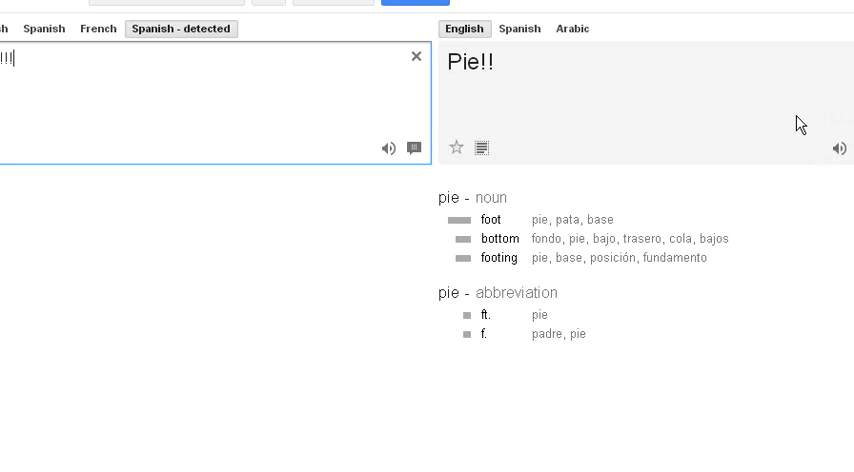 Spanish French Spanish - detected English Spanish Arabic
!!! Pie!!
pie - noun
foot pie, pata, base
bottom fondo, pie, bajo, trasero, cola, bajos
footing pie, base, posición, fundamento
pie - abbreviation
ft. pie
f. padre, pie